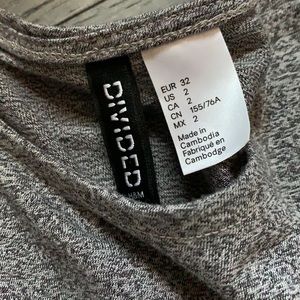 DIVIDED
H&M
EUR 32
US 2
CA 2
CN 155/76A
MX 2
Made in
Cambodia
Fabriqué en
Cambodge